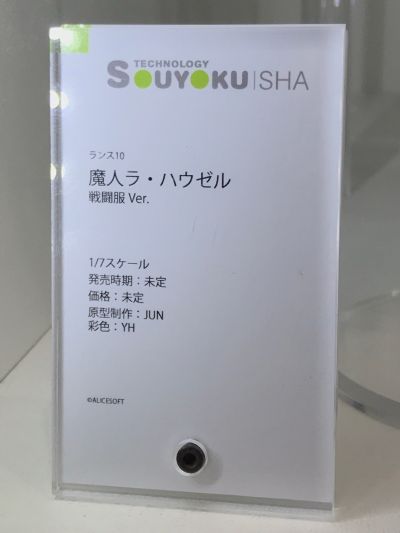 TECHNOLOGY
SOUYOKU|ISHA
ランス10
魔人ラ・ハウゼル
戦闘服 Ver.
1/7スケール
発売時期：未定
価格：未定
原型制作：JUN
彩色：YH
©ALICESOFT